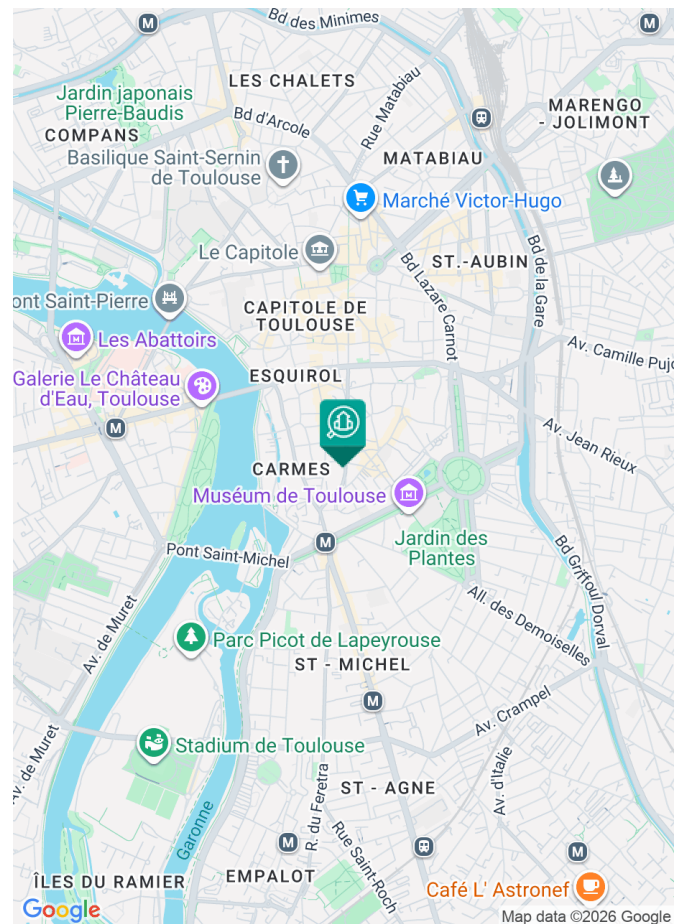 M
Bd des Minimes
M
LES CHALETS
Jardin japonais
Pierre-Baudis
MARENGO
- JOLIMONT
Bd d'Arcole
Rue Matabiau
COMPANS
Basilique Saint-Sernin
de Toulouse
MATABIAU
Marché Victor-Hugo
Le Capitole
ST.-AUBIN
Bd de la Gare
Bd Lazare Carnot
ont Saint-Pierre
CAPITOLE DE
TOULOUSE
Les Abattoirs
Av. Camille Pujo
Galerie Le Château
d'Eau, Toulouse
ESQUIROL
M
Av. Jean Rieux
CARMES
Muséum de Toulouse
Jardin des
Plantes
M
Pont Saint-Michel
Bd Griffoul Dorval
All. des Demoiselles
Av. de Muret
Parc Picot de Lapeyrouse
ST - MICHEL
M
Av. Crampel
Av. de Muret
Stadium de Toulouse
Av. d'Italie
ST - AGNE
Garonne
R. du Feretra
Rue Saint-Roch
M
M
ÎLES DU RAMIER
EMPALOT
Café L' Astronef
Google
Map data ©2026 Google